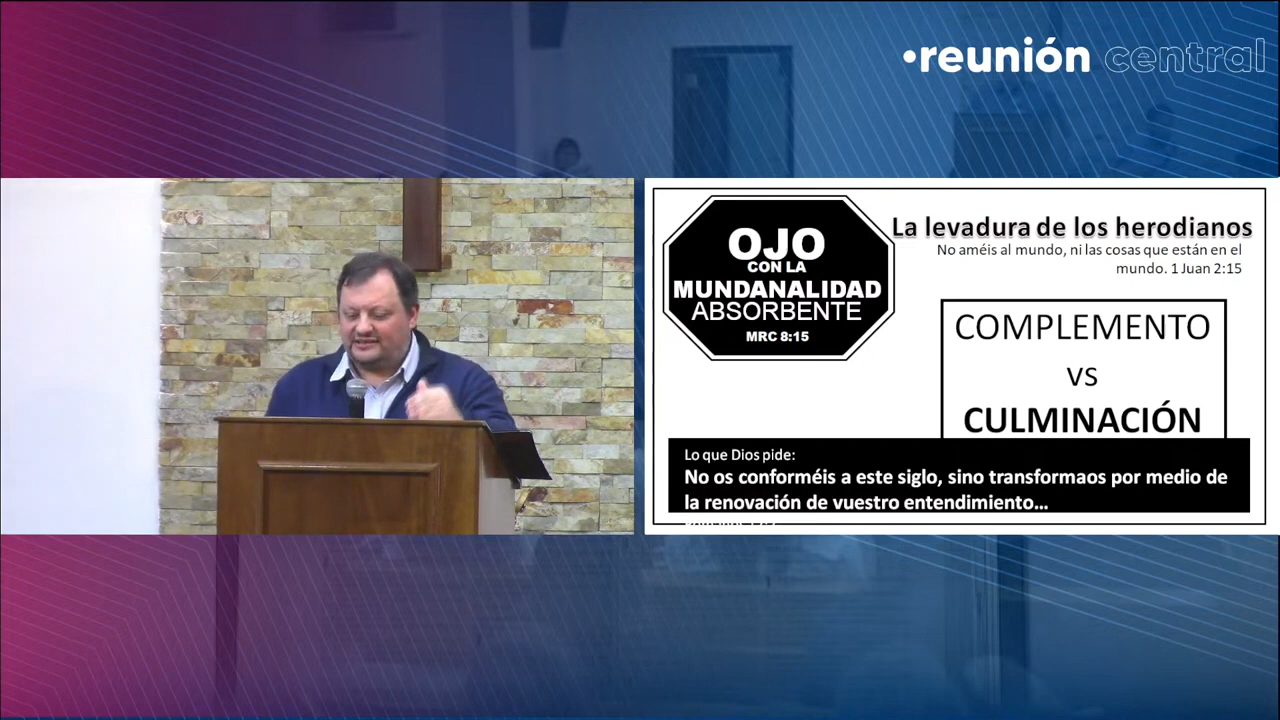 •reunión central
OJO
CON LA
MUNDANALIDAD
ABSORBENTE
MRC 8:15
La levadura de los herodianos
No améis al mundo, ni las cosas que están en el
mundo. 1 Juan 2:15
COMPLEMENTO
VS
CULMINACIÓN
Lo que Dios pide:
No os conforméis a este siglo, sino transformaos por medio de
la renovación de vuestro entendimiento…